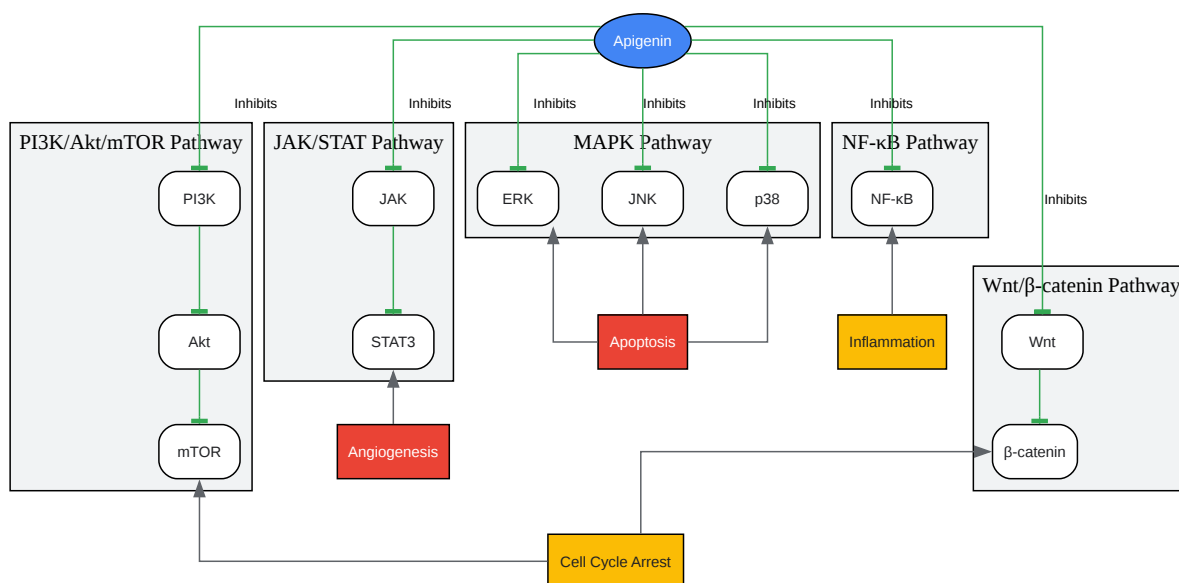 Apigenin
Inhibits
Inhibits
Inhibits
Inhibits
Inhibits
Inhibits
PI3K/Akt/mTOR Pathway
JAK/STAT Pathway
MAPK Pathway
NF-κB Pathway
PI3K
JAK
ERK
JNK
p38
NF-κB
Inhibits
Wnt/β-catenin Pathway
Akt
STAT3
Apoptosis
Inflammation
Wnt
mTOR
Angiogenesis
β-catenin
Cell Cycle Arrest